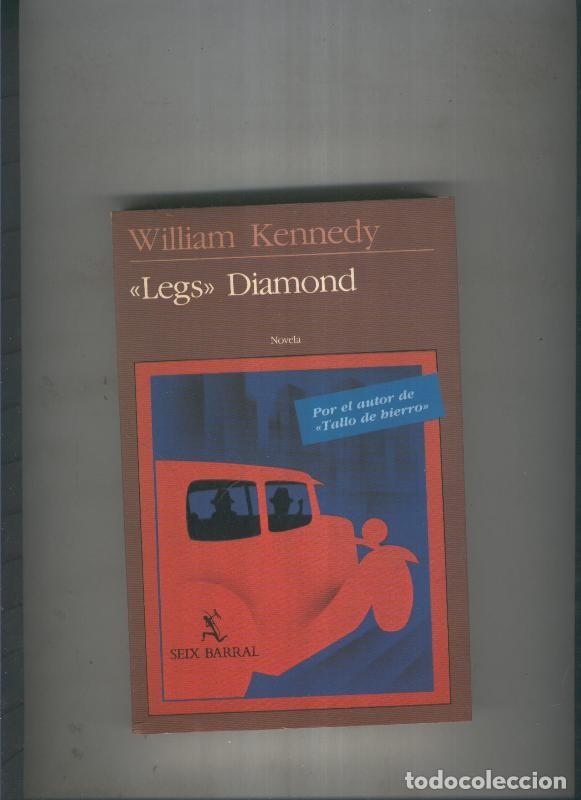 William Kennedy
«Legs» Diamond
Novela
Por el autor de
«Tallo de hierro»
SEIX BARRAL
todocoleccion